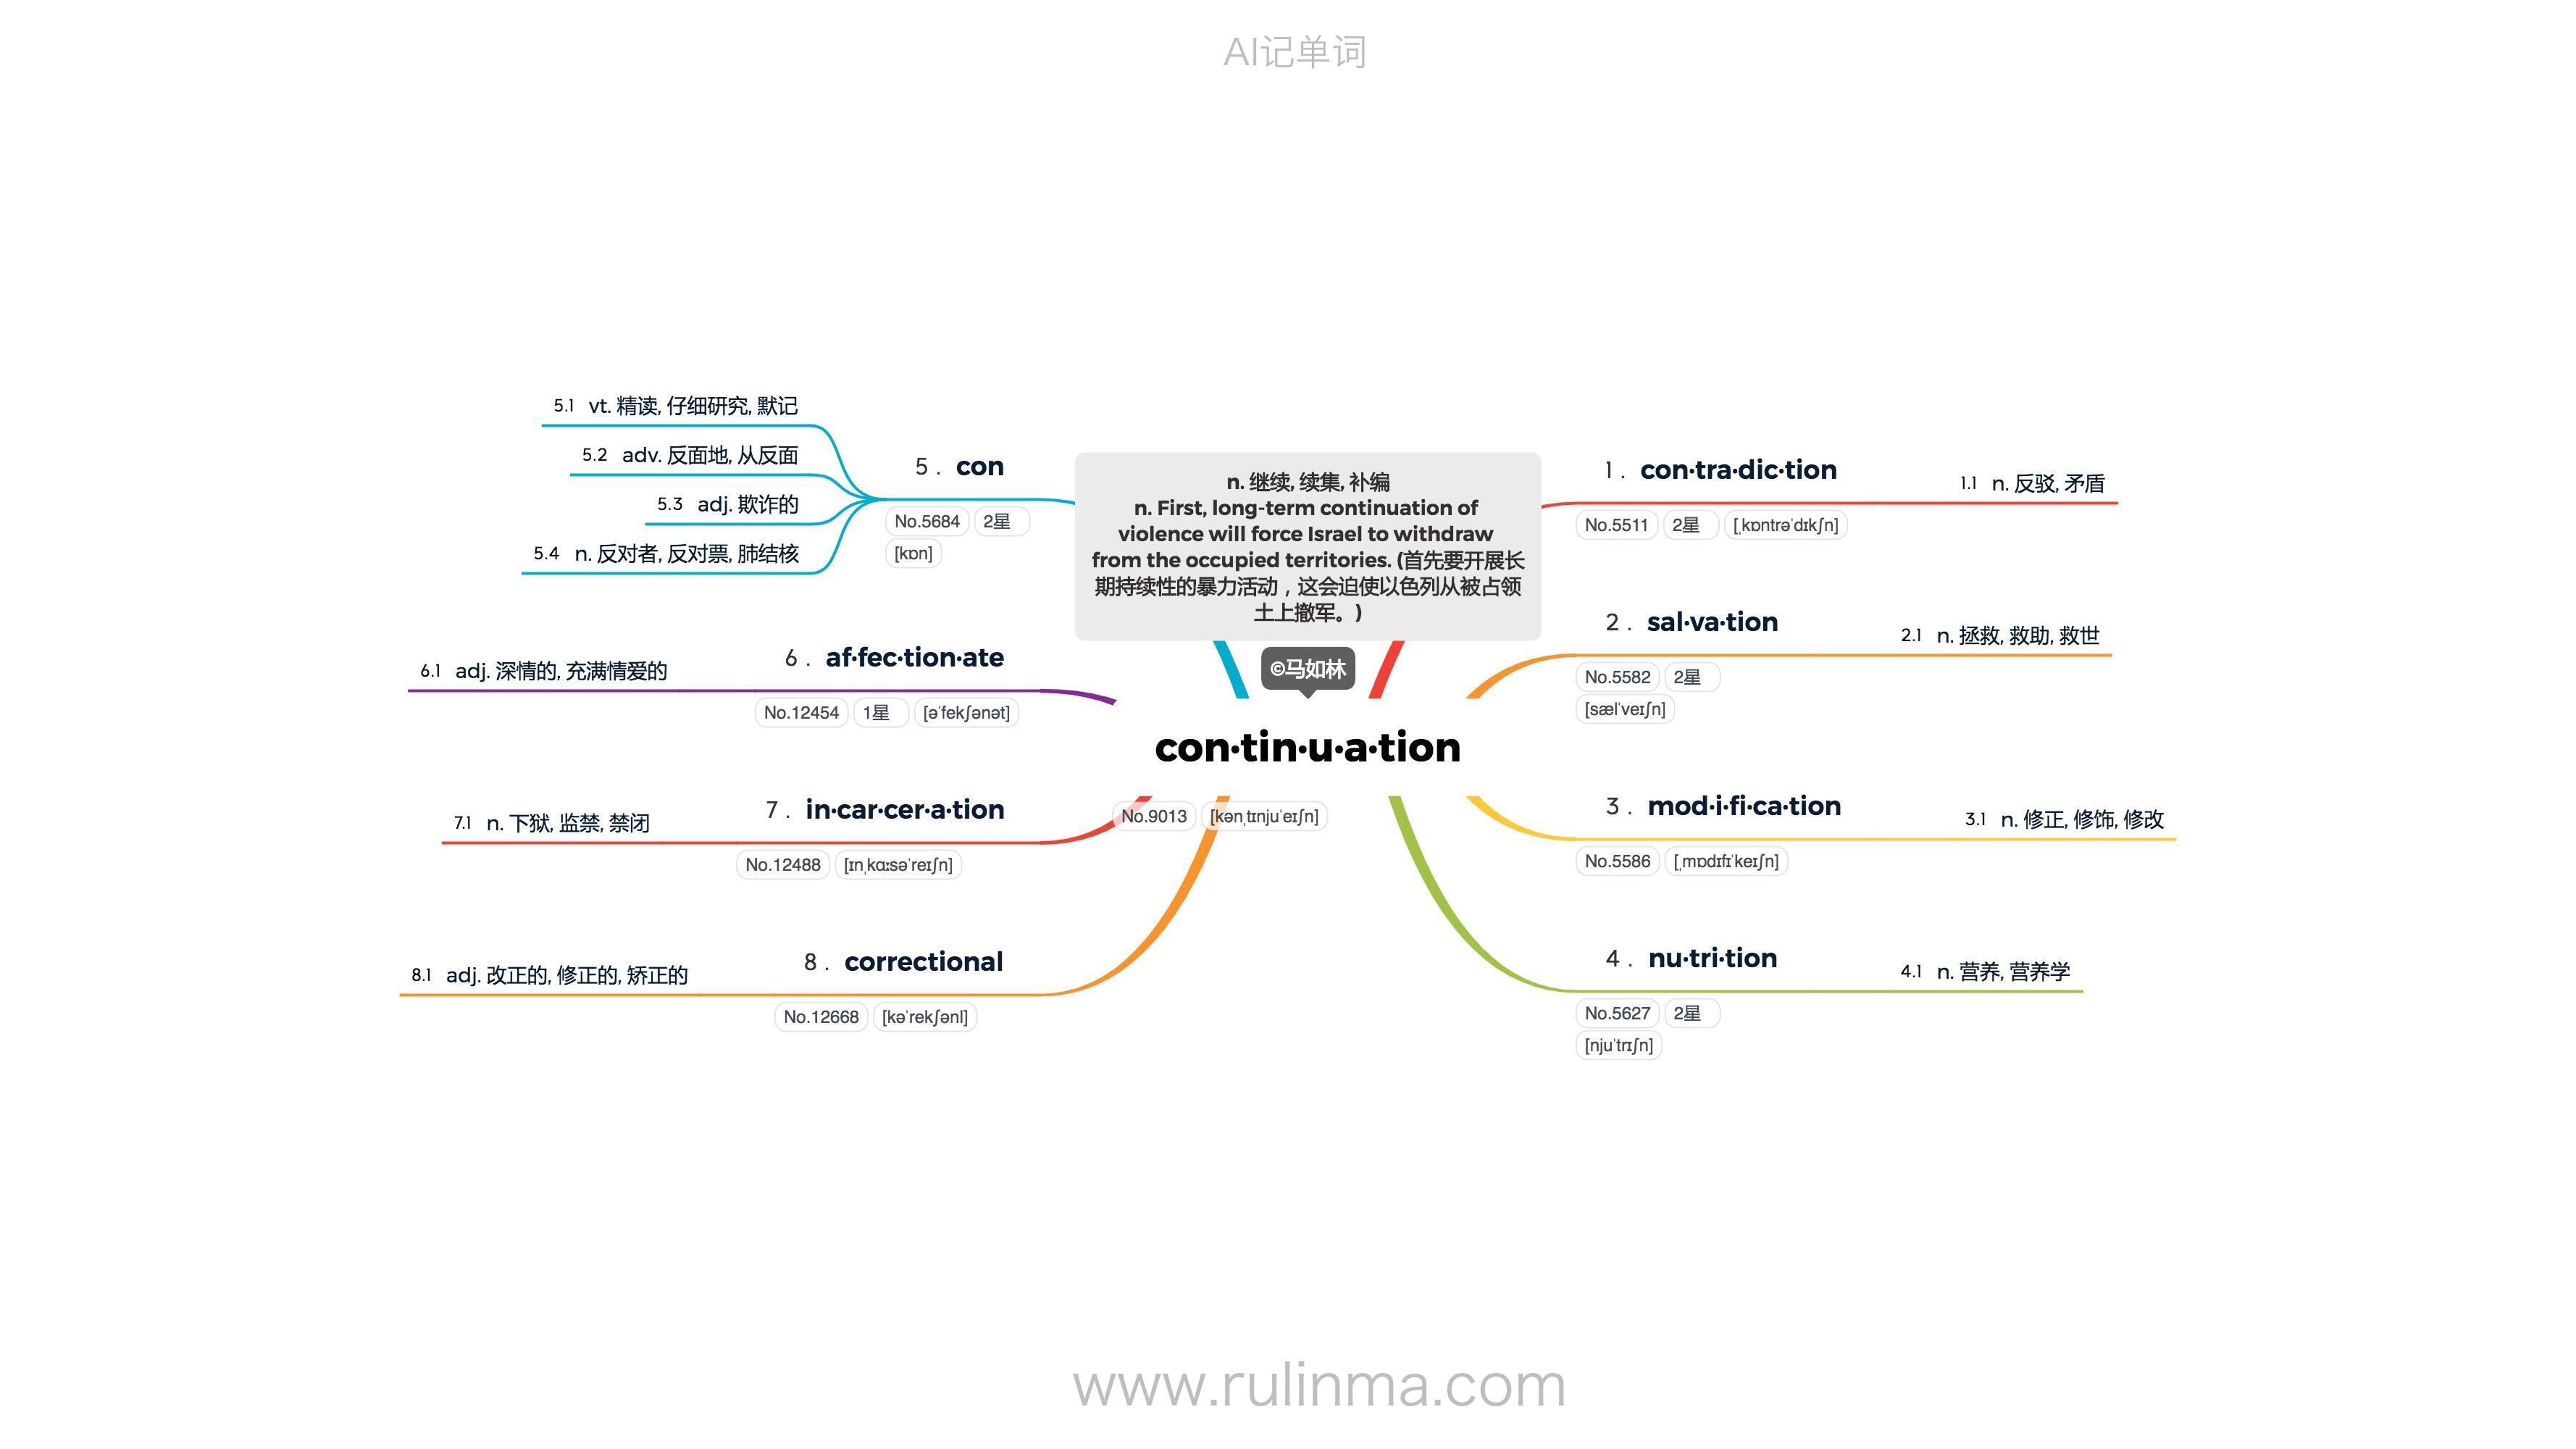 AI记单词
n. 继续, 续集, 补编
n. First, long-term continuation of
violence will force Israel to withdraw
from the occupied territories. (首先要开展长
期持续性的暴力活动，这会迫使以色列从被占领
土上撤军。)
©马如林
con·tin·u·a·tion
No.9013 [kənˌtɪnjuˈeɪʃn]
1 . con·tra·dic·tion
No.5511 2星 [ˌkɒntrəˈdɪkʃn]
1.1 n. 反驳, 矛盾
2 . sal·va·tion
No.5582 2星
[sælˈveɪʃn]
2.1 n. 拯救, 救助, 救世
3 . mod·i·fi·ca·tion
No.5586 [ˌmɒdɪfɪˈkeɪʃn]
3.1 n. 修正, 修饰, 修改
4 . nu·tri·tion
No.5627 2星
[njuˈtrɪʃn]
4.1 n. 营养, 营养学
5 . con
No.5684 2星
[kɒn]
5.1 vt. 精读, 仔细研究, 默记
5.2 adv. 反面地, 从反面
5.3 adj. 欺诈的
5.4 n. 反对者, 反对票, 肺结核
6 . af·fec·tion·ate
No.12454 1星 [əˈfekʃənət]
6.1 adj. 深情的, 充满情爱的
7 . in·car·cer·a·tion
No.12488 [ɪnˌkɑːsəˈreɪʃn]
7.1 n. 下狱, 监禁, 禁闭
8 . correctional
No.12668 [kəˈrekʃənl]
8.1 adj. 改正的, 修正的, 矫正的
www.rulinma.com